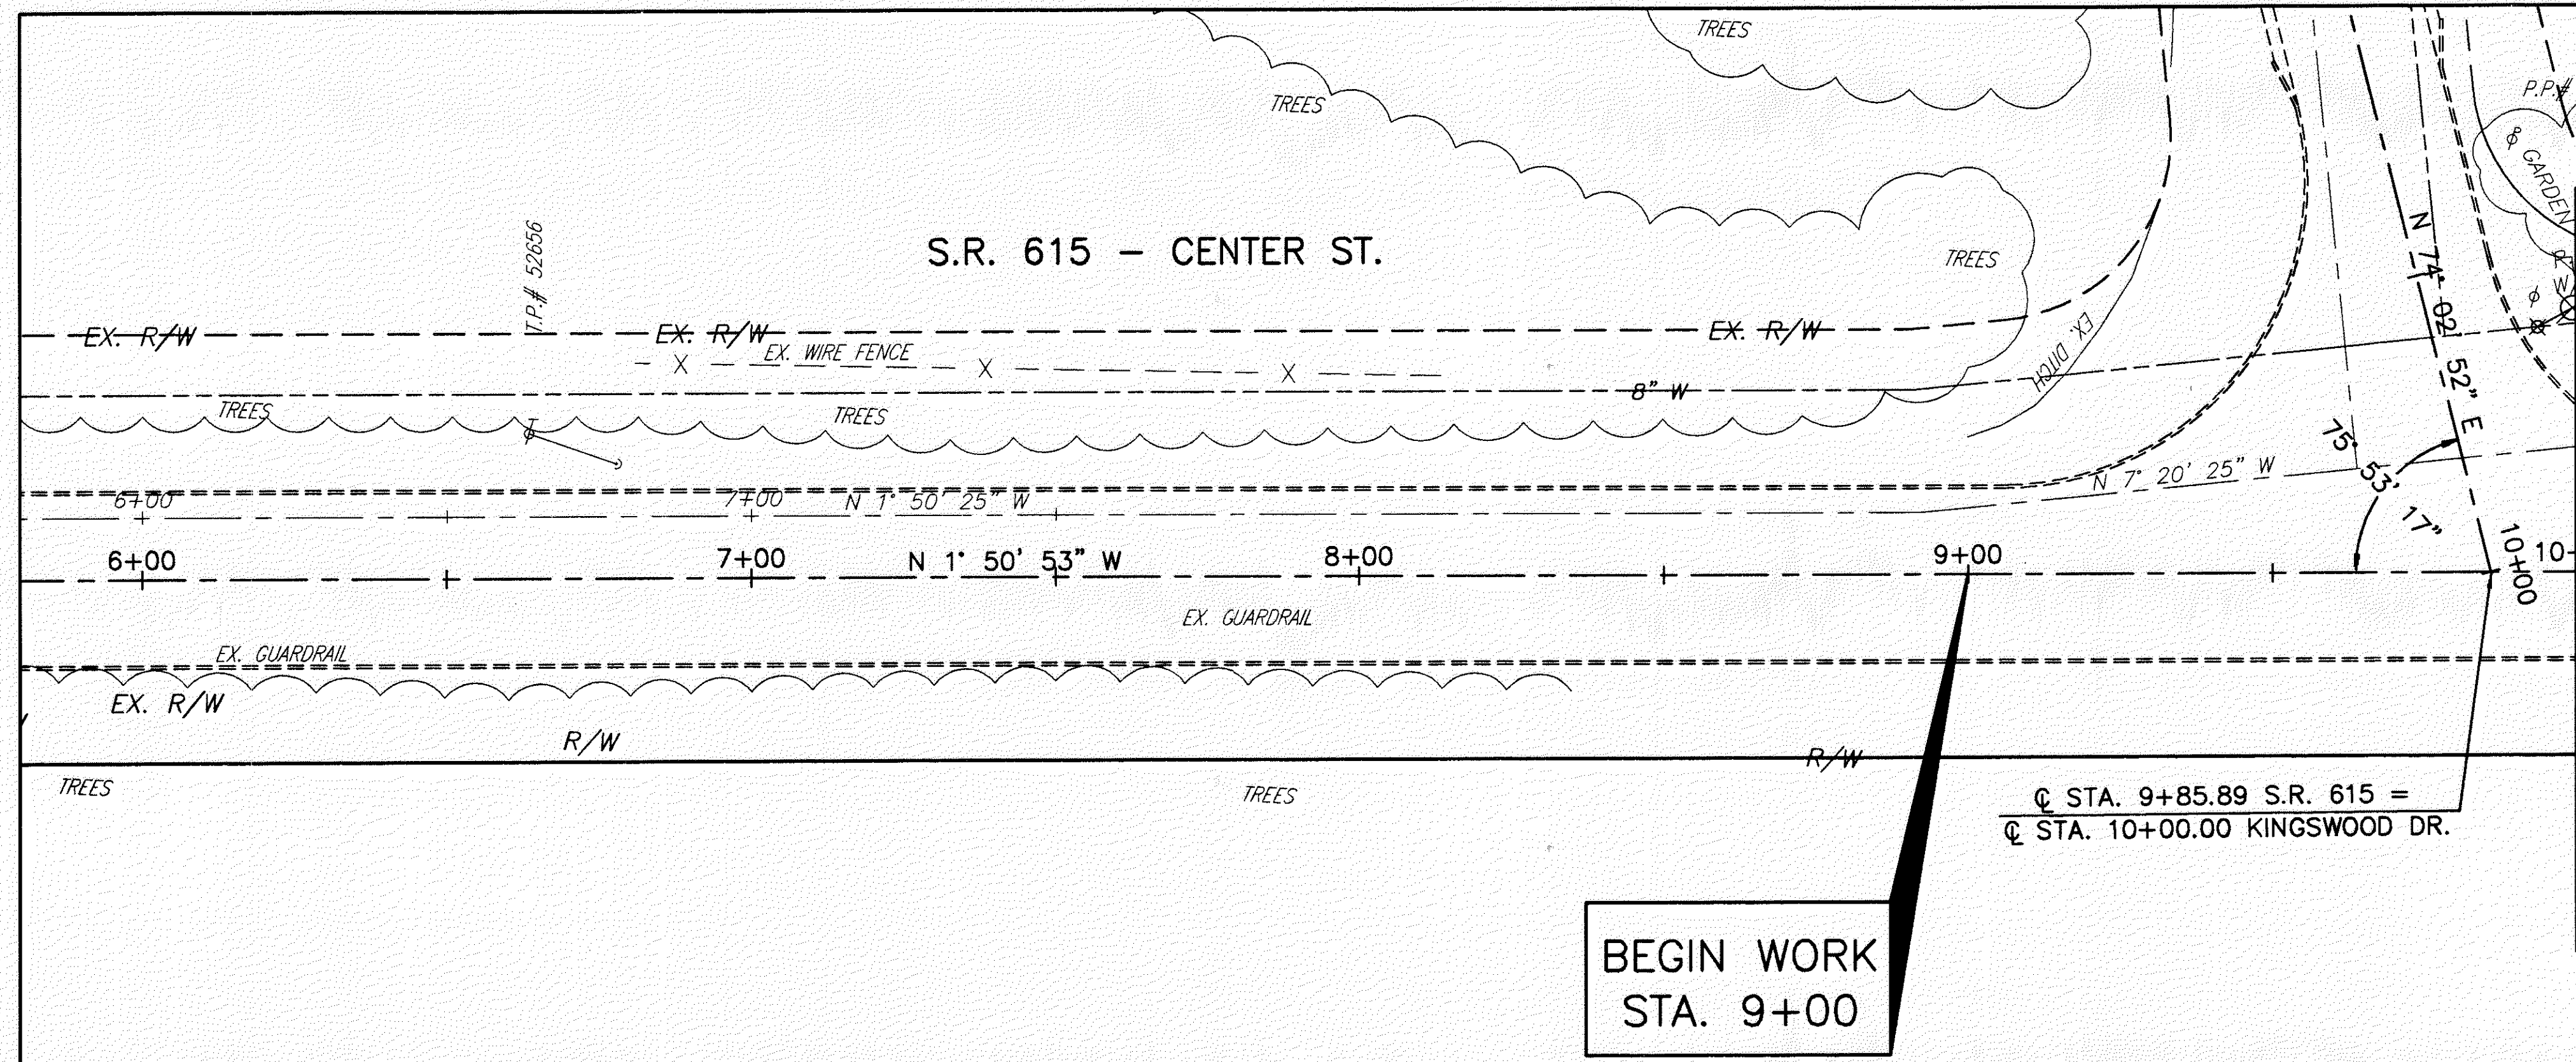 TREES
TREES
P.P.#
GARDEN
T.P.# 52656
S.R. 615 – CENTER ST.
TREES
N 74° 02' 52" E
EX. R/W
EX. R/W
EX. R/W
EX. WIRE FENCE
X
X
X
EX. DITCH
8" W
TREES
TREES
75° 53' 17"
N 7° 20' 25" W
6+00
7+00
N 1° 50' 25" W
6+00
7+00
N 1° 50' 53" W
8+00
9+00
10+00
10-
EX. GUARDRAIL
EX. GUARDRAIL
EX. R/W
R/W
R/W
TREES
TREES
℄ STA. 9+85.89 S.R. 615 =
℄ STA. 10+00.00 KINGSWOOD DR.
BEGIN WORK
STA. 9+00